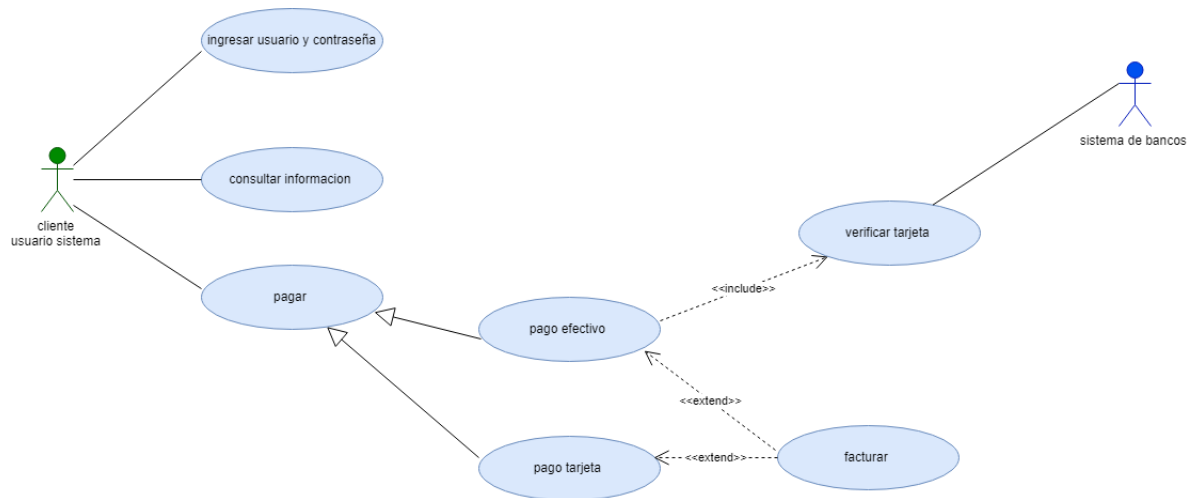 ingresar usuario y contraseña
sistema de bancos
consultar informacion
cliente
usuario sistema
verificar tarjeta
<<include>>
pagar
pago efectivo
<<extend>>
pago tarjeta
<<extend>>
facturar